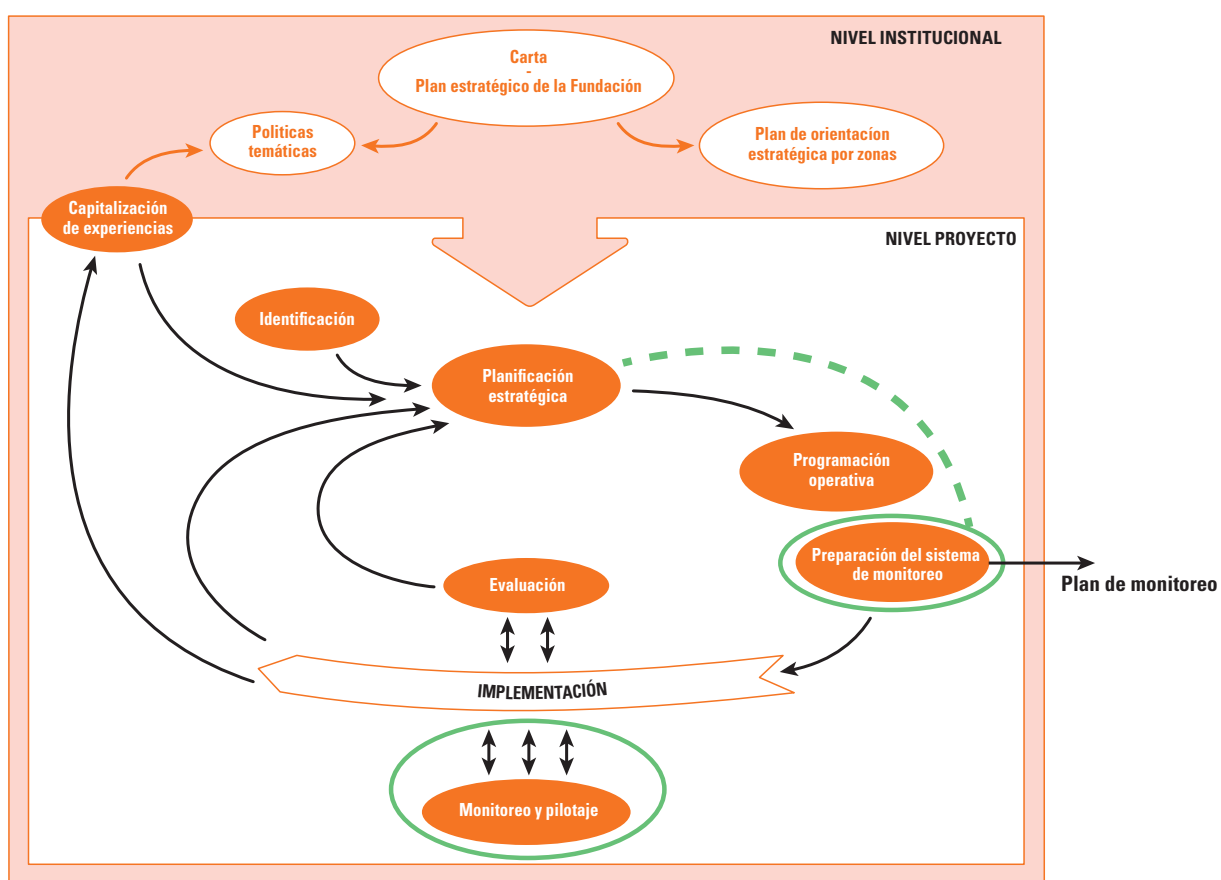 NIVEL INSTITUCIONAL
Carta
-
Plan estratégico de la Fundación
Politicas
temáticas
Plan de orientacíon
estratégica por zonas
Capitalización
de experiencias
NIVEL PROYECTO
Identificación
Planificación
estratégica
Programación
operativa
Preparación del sistema
de monitoreo
Plan de monitoreo
Evaluación
IMPLEMENTACIÓN
Monitoreo y pilotaje